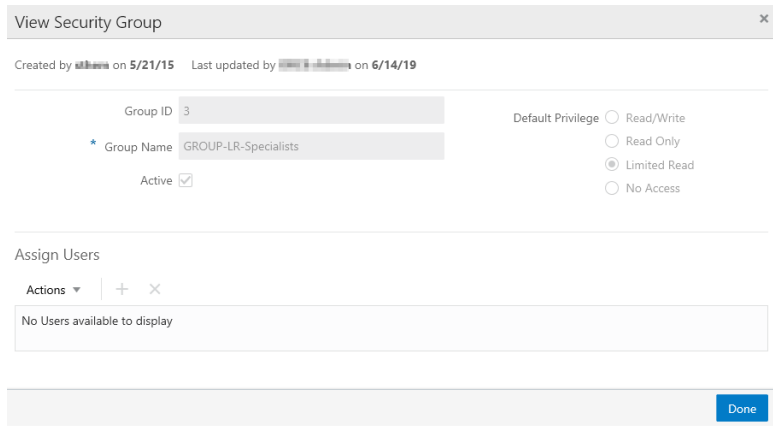 View Security Group
Created by on 5/21/15 Last updated by on 6/14/19
Group ID 3
* Group Name GROUP-LR-Specialists
Active
Default Privilege Read/Write
Read Only
Limited Read
No Access
Assign Users
Actions
No Users available to display
Done